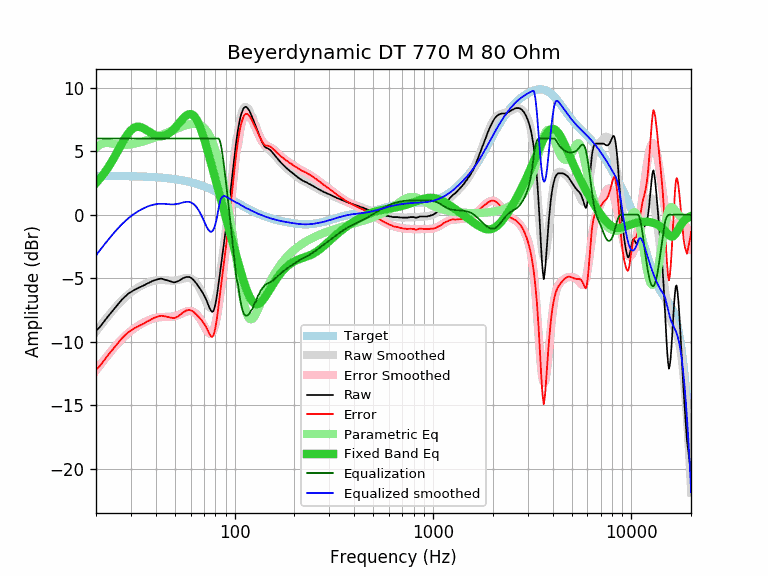 Beyerdynamic DT 770 M 80 Ohm
10
5
0
−5
−10
−15
−20
Amplitude (dBr)
Target
Raw Smoothed
Error Smoothed
Raw
Error
Parametric Eq
Fixed Band Eq
Equalization
Equalized smoothed
100
1000
10000
Frequency (Hz)